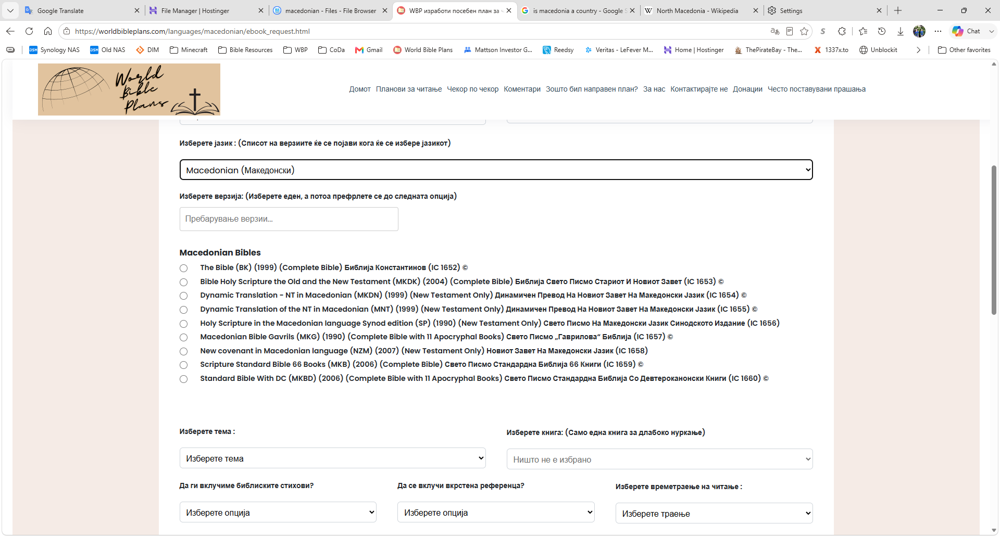 Google Translate
File Manager | Hostinger
macedonian - Files - File Browser
WBP изработи посебен план за
is macedonia a country - Google S
North Macedonia - Wikipedia
Settings
https://worldbibleplans.com/languages/macedonian/ebook_request.html
Chat
Synology NAS
Old NAS
DIM
Minecraft
Bible Resources
WBP
CoDa
Gmail
World Bible Plans
Mattson Investor G...
Reedsy
Veritas - LeFever M...
Home | Hostinger
ThePirateBay - The...
1337x.to
Unblockit
Other favorites
World
Bible
Plans
Домот Планови за читање Чекор по чекор Коментари Зошто бил направен план? За нас Контактирајте не Донации Често поставувани прашања
Изберете јазик : (Списот на верзиите ќе се појави кога ќе се избере јазикот)
Macedonian (Македонски)
Изберете верзија: (Изберете еден, а потоа префрлете се до следната опција)
Пребарување верзии...
Macedonian Bibles
The Bible (BK) (1999) (Complete Bible) Библија Константинов (IC 1652) ©
Bible Holy Scripture the Old and the New Testament (MKDK) (2004) (Complete Bible) Библија Свето Писмо Стариот И Новиот Завет (IC 1653) ©
Dynamic Translation - NT in Macedonian (MKDN) (1999) (New Testament Only) Динамичен Превод На Новиот Завет На Македонски Јазик (IC 1654) ©
Dynamic Translation of the NT in Macedonian (MNT) (1999) (New Testament Only) Динамичен Превод На Новиот Завет На Македонски Јазик (IC 1655) ©
Holy Scripture in the Macedonian language Synod edition (SP) (1990) (New Testament Only) Свето Писмо На Македонски Јазик Синодското Издание (IC 1656)
Macedonian Bible Gavrils (MKG) (1990) (Complete Bible with 11 Apocryphal Books) Свето Писмо „Гаврилова“ Библија (IC 1657) ©
New covenant in Macedonian language (NZM) (2007) (New Testament Only) Новиот Завет На Македонски Јазик (IC 1658)
Scripture Standard Bible 66 Books (MKB) (2006) (Complete Bible) Свето Писмо Стандардна Библија 66 Книги (IC 1659) ©
Standard Bible With DC (MKBD) (2006) (Complete Bible with 11 Apocryphal Books) Свето Писмо Стандардна Библија Со Девтероканонски Книги (IC 1660) ©
Изберете тема :
Изберете книга: (Само една книга за длабоко нуркање)
Изберете тема
Ништо не е избрано
Да ги вклучиме библиските стихови?
Да се вклучи вкрстена референца?
Изберете времетраење на читање :
Изберете опција
Изберете опција
Изберете траење